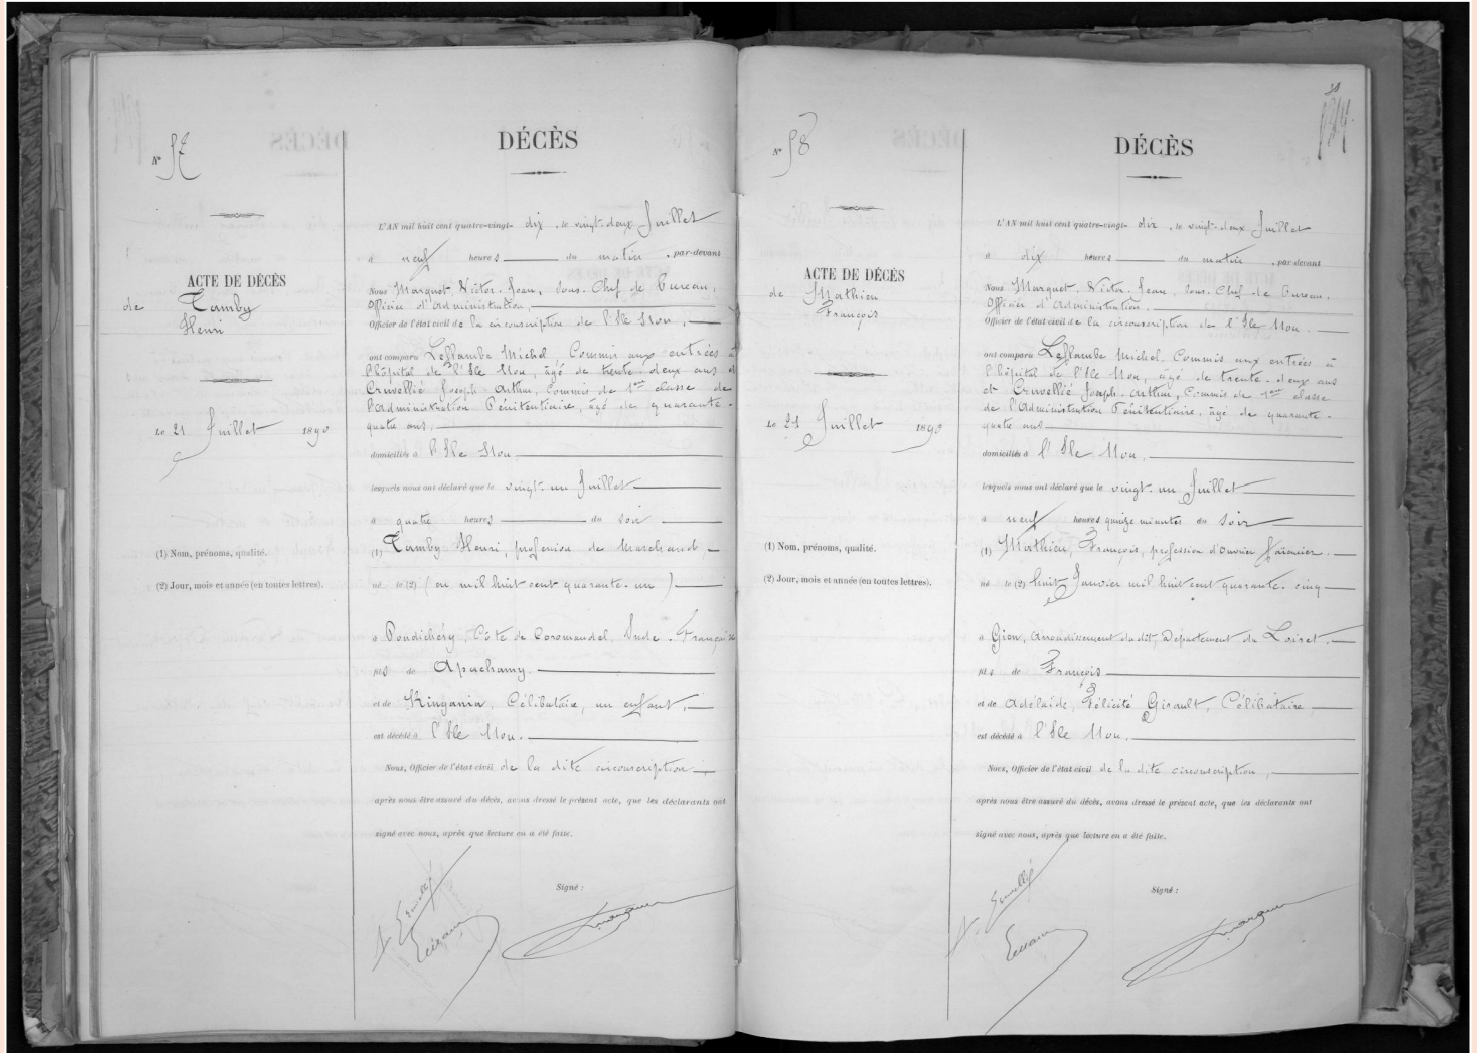 N° 57
ACTE DE DÉCÈS
de Tamby
Henri
Le 21 Juillet 1890
(1) Nom, prénoms, qualité.
(2) Jour, mois et année (en toutes lettres).
DÉCÈS
L'AN mil huit cent quatre-vingt- dix, le vingt-deux Juillet
à neuf heures du matin, par-devant
Nous Marquet, Victor, Jean, Sous-Chef de bureau,
Officier d'Administration,
Officier de l'état civil de la circonscription de l'Ile Nou,
ont comparu Leflambe Michel, Commis aux entrées à
l'hôpital de l'Ile Nou, âgé de trente-deux ans et
Cruvellié Joseph-Arthur, Commis de 1ère classe de
l'Administration Pénitentiaire, âgé de quarante-
quatre ans,
domiciliés à l'Ile Nou,
lesquels nous ont déclaré que le vingt-un Juillet
à quatre heures du soir
(1) Tamby Henri, profession de Marchand,
né le (2) (en mil huit cent quarante-un)
à Pondichéry, Côte de Coromandel, Inde-Française
fils de Apachamy
et de Kingania, Célibataire, un enfant,
est décédé à l'Ile Nou.
Nous, Officier de l'état civil de la dite circonscription
après nous être assuré du décès, avons dressé le présent acte, que les déclarants ont
signé avec nous, après que lecture en a été faite.
Signé :
N° 58
ACTE DE DÉCÈS
de Mathieu
François
Le 21 Juillet 1890
(1) Nom, prénoms, qualité.
(2) Jour, mois et année (en toutes lettres).
DÉCÈS
L'AN mil huit cent quatre-vingt- dix, le vingt-deux Juillet
à dix heures du matin, par-devant
Nous Marquet, Victor, Jean, Sous-Chef de bureau,
Officier d'Administration,
Officier de l'état civil de la circonscription de l'Ile Nou.
ont comparu Leflambe Michel, Commis aux entrées à
l'hôpital de l'Ile Nou, âgé de trente-deux ans
et Cruvellié Joseph-Arthur, Commis de 1ère classe
de l'Administration Pénitentiaire, âgé de quarante-
quatre ans
domiciliés à l'Ile Nou,
lesquels nous ont déclaré que le vingt-un Juillet
à neuf heures quinze minutes du soir
(1) Mathieu, François, profession d'Ouvrier faïencier
né le (2) huit Janvier mil huit cent quarante-cinq
à Gien, Arrondissement du dit, Département du Loiret
fils de François
et de Adélaïde, Félicité Girault, Célibataire,
est décédé à l'Ile Nou.
Nous, Officier de l'état civil de la dite circonscription,
après nous être assuré du décès, avons dressé le présent acte, que les déclarants ont
signé avec nous, après que lecture en a été faite.
Signé :